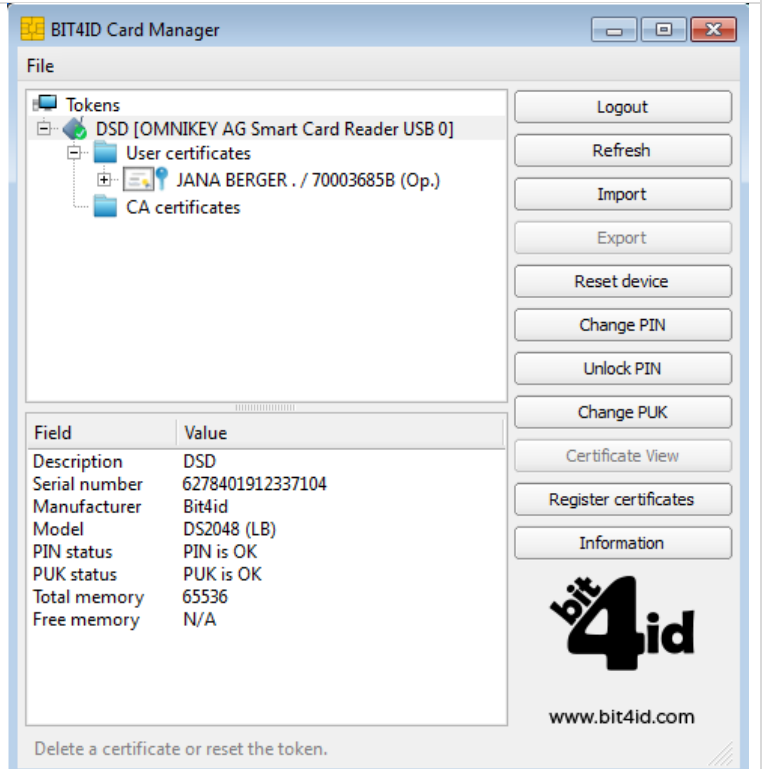 BIT4ID Card Manager
File
Tokens
DSD [OMNIKEY AG Smart Card Reader USB 0]
User certificates
JANA BERGER . / 70003685B (Op.)
CA certificates
Logout
Refresh
Import
Export
Reset device
Change PIN
Unlock PIN
Change PUK
Certificate View
Register certificates
Information
Field Value
Description DSD
Serial number 6278401912337104
Manufacturer Bit4id
Model DS2048 (LB)
PIN status PIN is OK
PUK status PUK is OK
Total memory 65536
Free memory N/A
bit4id
www.bit4id.com
Delete a certificate or reset the token.